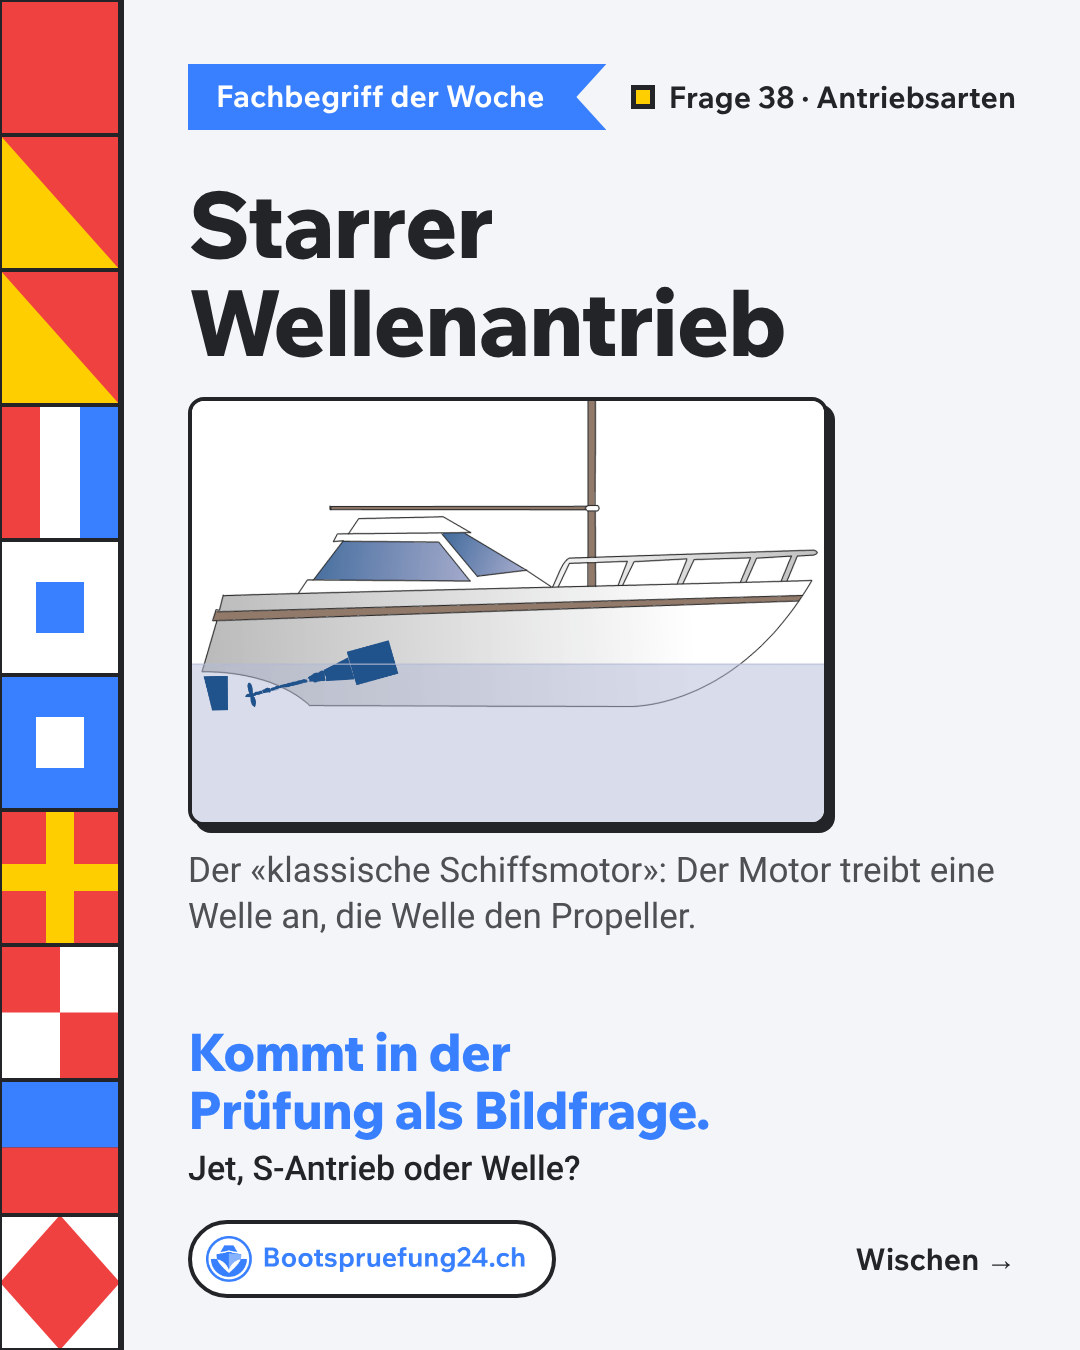 Fachbegriff der Woche
Frage 38 · Antriebsarten
Starrer
Wellenantrieb
Der «klassische Schiffsmotor»: Der Motor treibt eine
Welle an, die Welle den Propeller.
Kommt in der
Prüfung als Bildfrage.
Jet, S-Antrieb oder Welle?
Bootspruefung24.ch
Wischen →